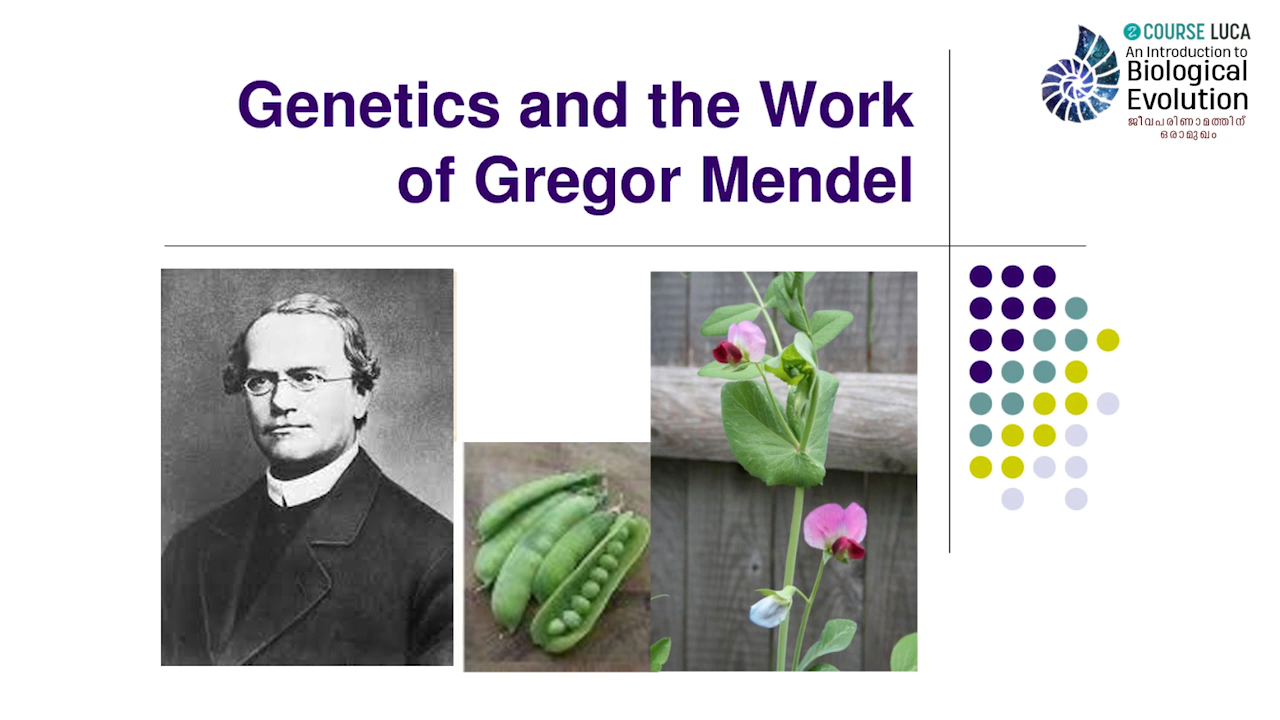 Genetics and the Work
of Gregor Mendel
COURSE LUCA
An Introduction to
Biological
Evolution
ജീവപരിണാമത്തിന്
ഒരാമുഖം